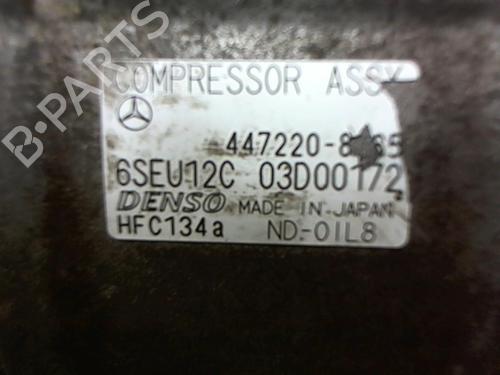 COMPRESSOR ASSY
6SEU12C 03D00172
DENSO MADE IN JAPAN
HFC134a ND-OIL8
B-PARTS